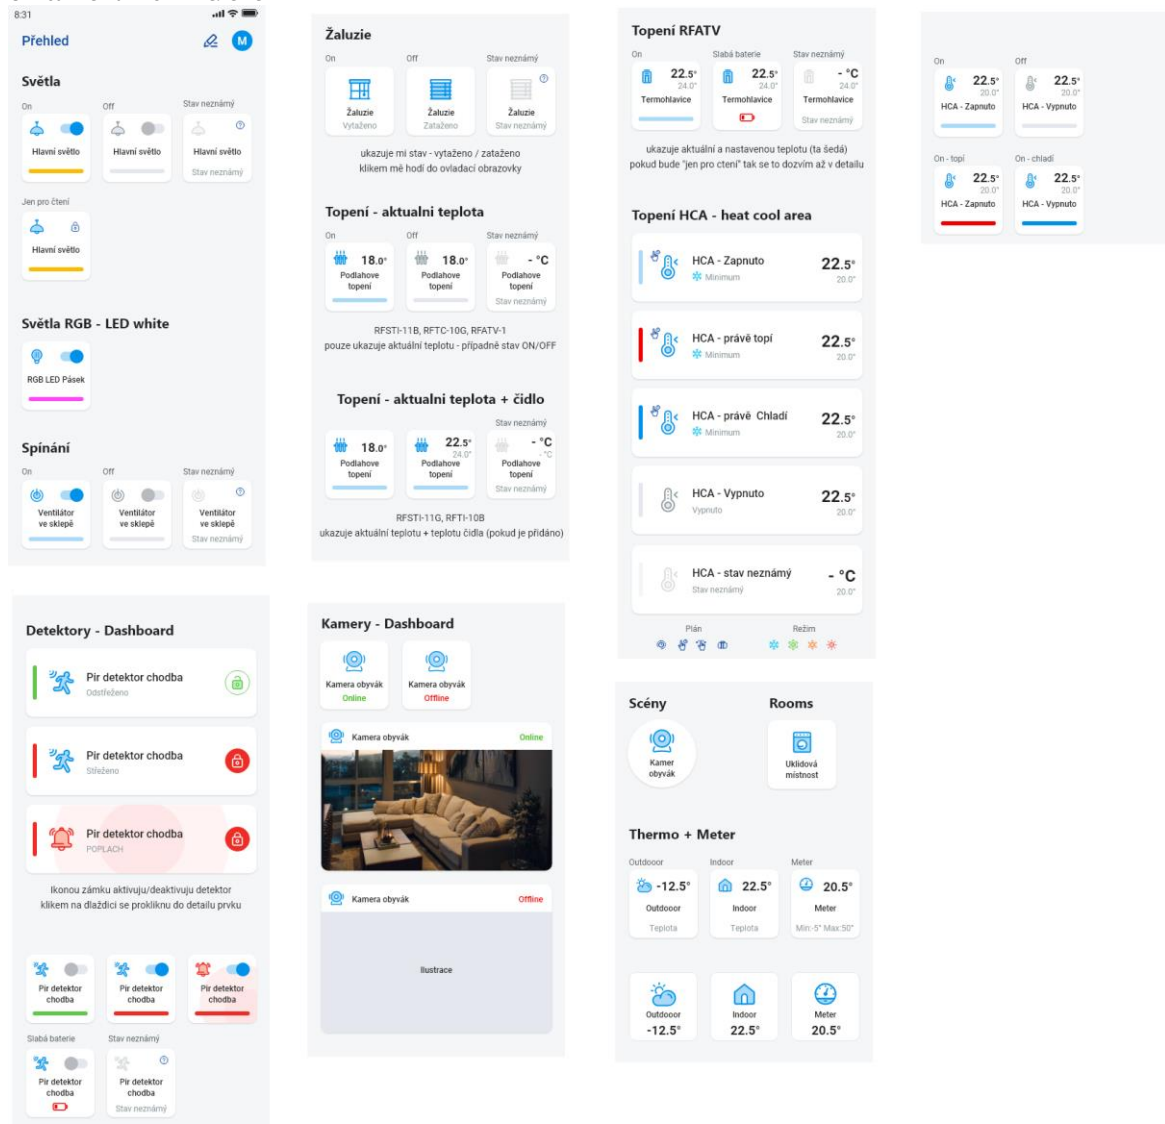 8:31
Přehled
M
Světla
On
Off
Stav neznámý
Hlavní světlo
Hlavní světlo
Hlavní světlo
Stav neznámý
Jen pro čtení
Hlavní světlo
Světla RGB - LED white
RGB LED Pásek
Spínání
On
Off
Stav neznámý
Ventilátor
ve sklepě
Ventilátor
ve sklepě
Ventilátor
ve sklepě
Stav neznámý
Žaluzie
On
Off
Stav neznámý
Žaluzie
Vytaženo
Žaluzie
Zataženo
Žaluzie
Stav neznámý
ukazuje mi stav - vytaženo / zataženo
klikem mě hodí do ovladací obrazovky
Topení - aktualni teplota
On
Off
Stav neznámý
18.0°
Podlahove
topení
18.0°
Podlahove
topení
- °C
Podlahove
topení
Stav neznámý
RFSTI-11B, RFTC-10G, RFATV-1
pouze ukazuje aktuální teplotu - případně stav ON/OFF
Topení - aktualni teplota + čidlo
Stav neznámý
18.0°
Podlahove
topení
22.5°
24.0°
Podlahove
topení
- °C
- °C
Podlahove
topení
Stav neznámý
RFSTI-11G, RFTI-10B
ukazuje aktuální teplotu + teplotu čidla (pokud je přidáno)
Topení RFATV
On
Slabá baterie
Stav neznámý
22.5°
24.0°
Termohlavice
22.5°
24.0°
Termohlavice
- °C
24.0°
Termohlavice
Stav neznámý
ukazuje aktuální a nastavenou teplotu (ta šedá)
pokud bude "jen pro ctení" tak se to dozvím až v detailu
Topení HCA - heat cool area
HCA - Zapnuto
Minimum
22.5°
20.0°
HCA - právě topí
Minimum
22.5°
20.0°
HCA - právě Chladí
Minimum
22.5°
20.0°
HCA - Vypnuto
Vypnuto
22.5°
20.0°
HCA - stav neznámý
Stav neznámý
- °C
20.0°
Plán
Režim
On
Off
22.5°
20.0°
HCA - Zapnuto
22.5°
20.0°
HCA - Vypnuto
On - topí
On - chladí
22.5°
20.0°
HCA - Zapnuto
22.5°
20.0°
HCA - Vypnuto
Detektory - Dashboard
Pir detektor chodba
Odstřeženo
Pir detektor chodba
Střeženo
Pir detektor chodba
POPLACH
Ikonou zámku aktivuju/deaktivuju detektor
klikem na dlaždici se prokliknu do detailu prvku
Pir detektor
chodba
Pir detektor
chodba
Pir detektor
chodba
Slabá baterie
Stav neznámý
Pir detektor
chodba
Pir detektor
chodba
Stav neznámý
Kamery - Dashboard
Kamera obyvák
Online
Kamera obyvák
Offline
Kamera obyvák
Online
Kamera obyvák
Offline
Ilustrace
Scény
Rooms
Kamer
obyvák
Uklidová
místnost
Thermo + Meter
Outdooor
Indoor
Meter
-12.5°
Outdooor
Teplota
22.5°
Indoor
Teplota
20.5°
Meter
Min:-5° Max:50°
Outdooor
-12.5°
Indoor
22.5°
Meter
20.5°